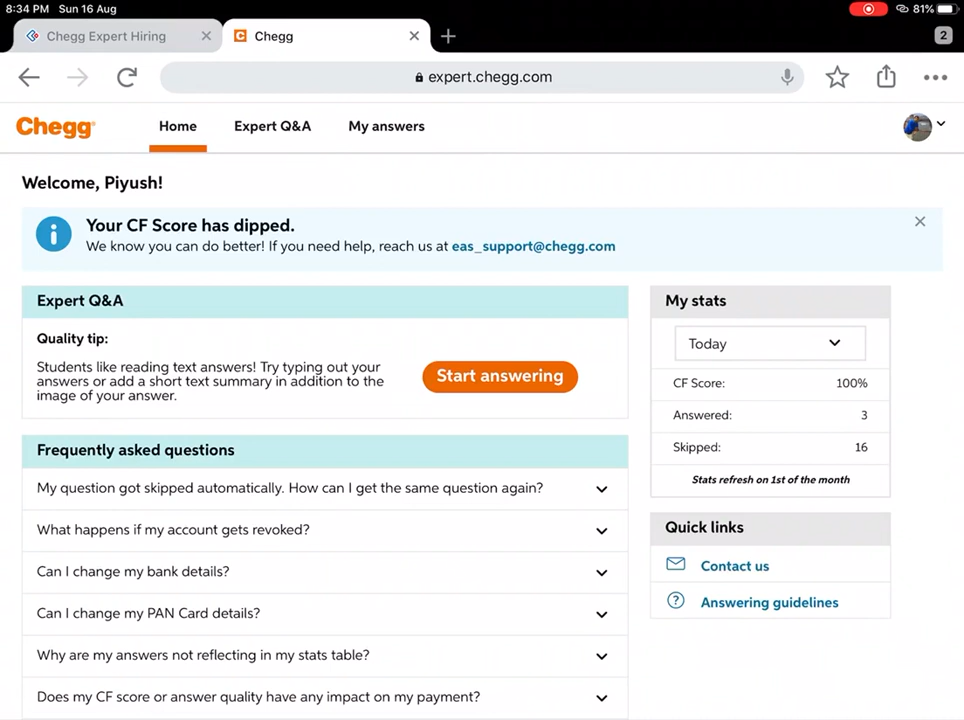 8:34 PM Sun 16 Aug
81%
Chegg Expert Hiring
Chegg
2
expert.chegg.com
Chegg
Home
Expert Q&A
My answers
Welcome, Piyush!
Your CF Score has dipped.
We know you can do better! If you need help, reach us at eas_support@chegg.com
Expert Q&A
Quality tip:
Students like reading text answers! Try typing out your
answers or add a short text summary in addition to the
image of your answer.
Start answering
Frequently asked questions
My question got skipped automatically. How can I get the same question again?
What happens if my account gets revoked?
Can I change my bank details?
Can I change my PAN Card details?
Why are my answers not reflecting in my stats table?
Does my CF score or answer quality have any impact on my payment?
My stats
Today
CF Score: 100%
Answered: 3
Skipped: 16
Stats refresh on 1st of the month
Quick links
Contact us
Answering guidelines